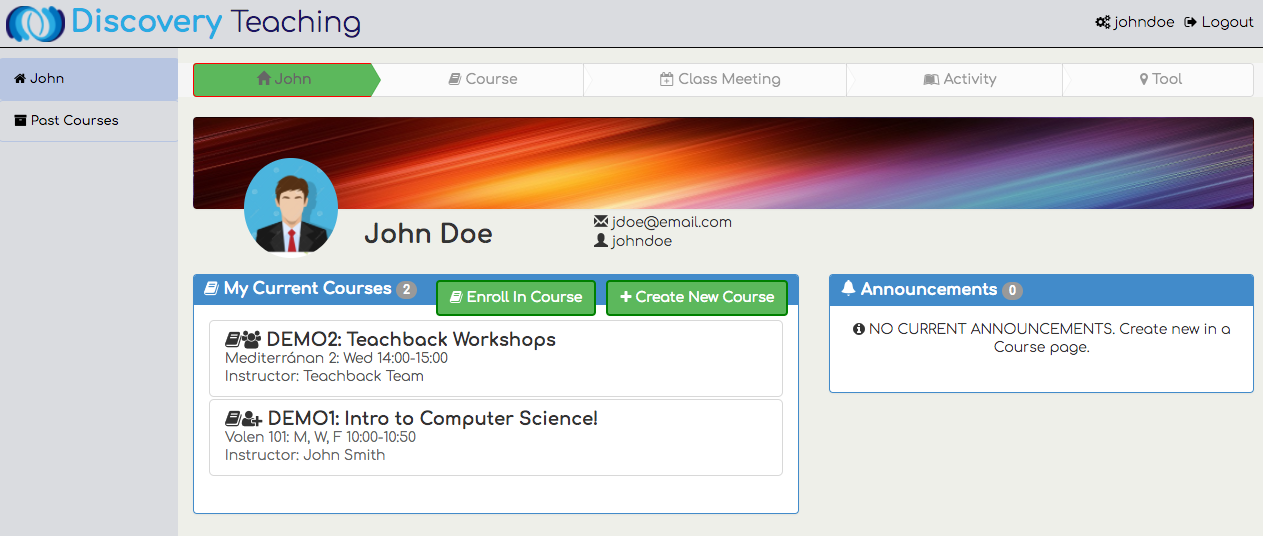 Discovery Teaching
johndoe Logout
John
Past Courses
John
Course
Class Meeting
Activity
Tool
John Doe
jdoe@email.com
johndoe
My Current Courses 2
Enroll In Course
Create New Course
DEMO2: Teachback Workshops
Mediterránan 2: Wed 14:00-15:00
Instructor: Teachback Team
DEMO1: Intro to Computer Science!
Volen 101: M, W, F 10:00-10:50
Instructor: John Smith
Announcements 0
NO CURRENT ANNOUNCEMENTS. Create new in a
Course page.